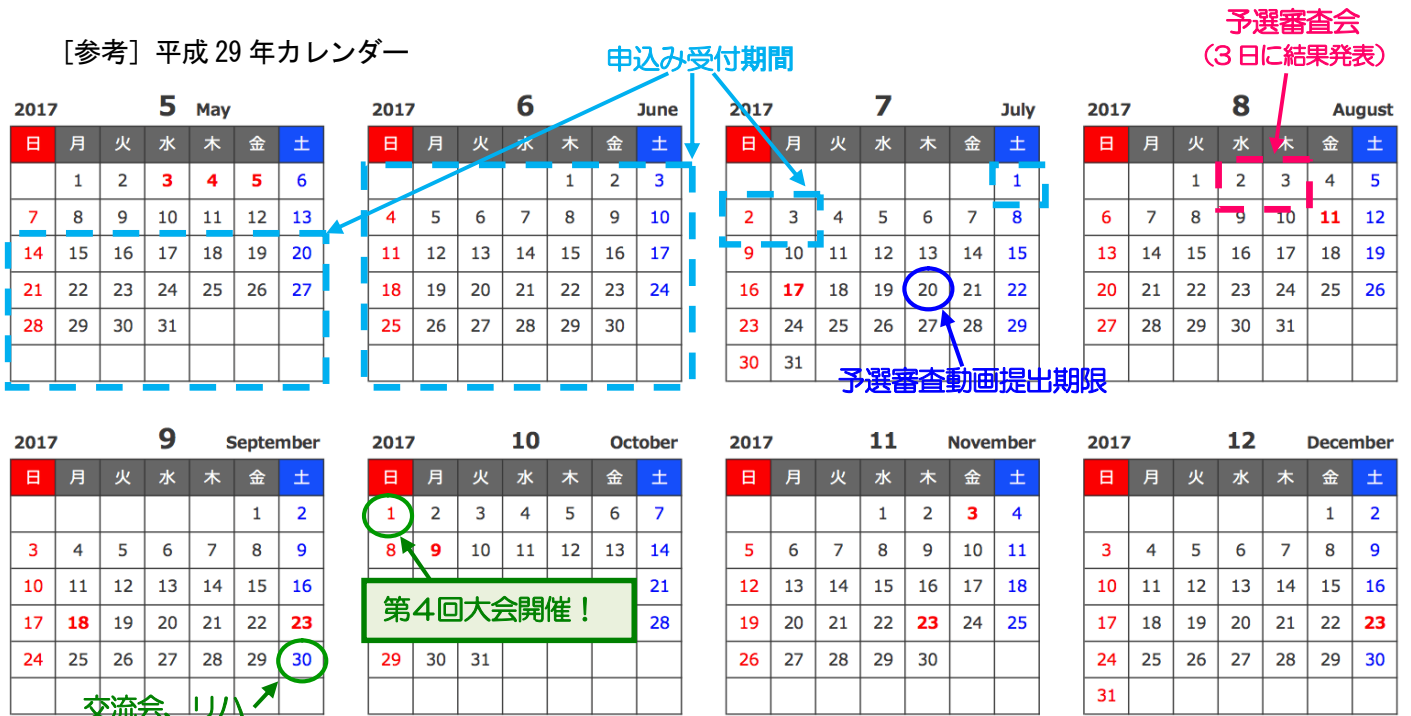 ［参考］平成 29 年カレンダー
申込み受付期間
予選審査会
（３日に結果発表）
2017 5 May
日 月 火 水 木 金 土
1 2 3 4 5 6
7 8 9 10 11 12 13
14 15 16 17 18 19 20
21 22 23 24 25 26 27
28 29 30 31
2017 6 June
日 月 火 水 木 金 土
1 2 3
4 5 6 7 8 9 10
11 12 13 14 15 16 17
18 19 20 21 22 23 24
25 26 27 28 29 30
2017 7 July
日 月 火 水 木 金 土
1
2 3 4 5 6 7 8
9 10 11 12 13 14 15
16 17 18 19 20 21 22
23 24 25 26 27 28 29
30 31
予選審査動画提出期限
2017 8 August
日 月 火 水 木 金 土
1 2 3 4 5
6 7 8 9 10 11 12
13 14 15 16 17 18 19
20 21 22 23 24 25 26
27 28 29 30 31
2017 9 September
日 月 火 水 木 金 土
1 2
3 4 5 6 7 8 9
10 11 12 13 14 15 16
17 18 19 20 21 22 23
24 25 26 27 28 29 30
交流会、リハ
2017 10 October
日 月 火 水 木 金 土
1 2 3 4 5 6 7
8 9 10 11 12 13 14
第４回大会開催！
21
28
29 30 31
2017 11 November
日 月 火 水 木 金 土
1 2 3 4
5 6 7 8 9 10 11
12 13 14 15 16 17 18
19 20 21 22 23 24 25
26 27 28 29 30
2017 12 December
日 月 火 水 木 金 土
1 2
3 4 5 6 7 8 9
10 11 12 13 14 15 16
17 18 19 20 21 22 23
24 25 26 27 28 29 30
31